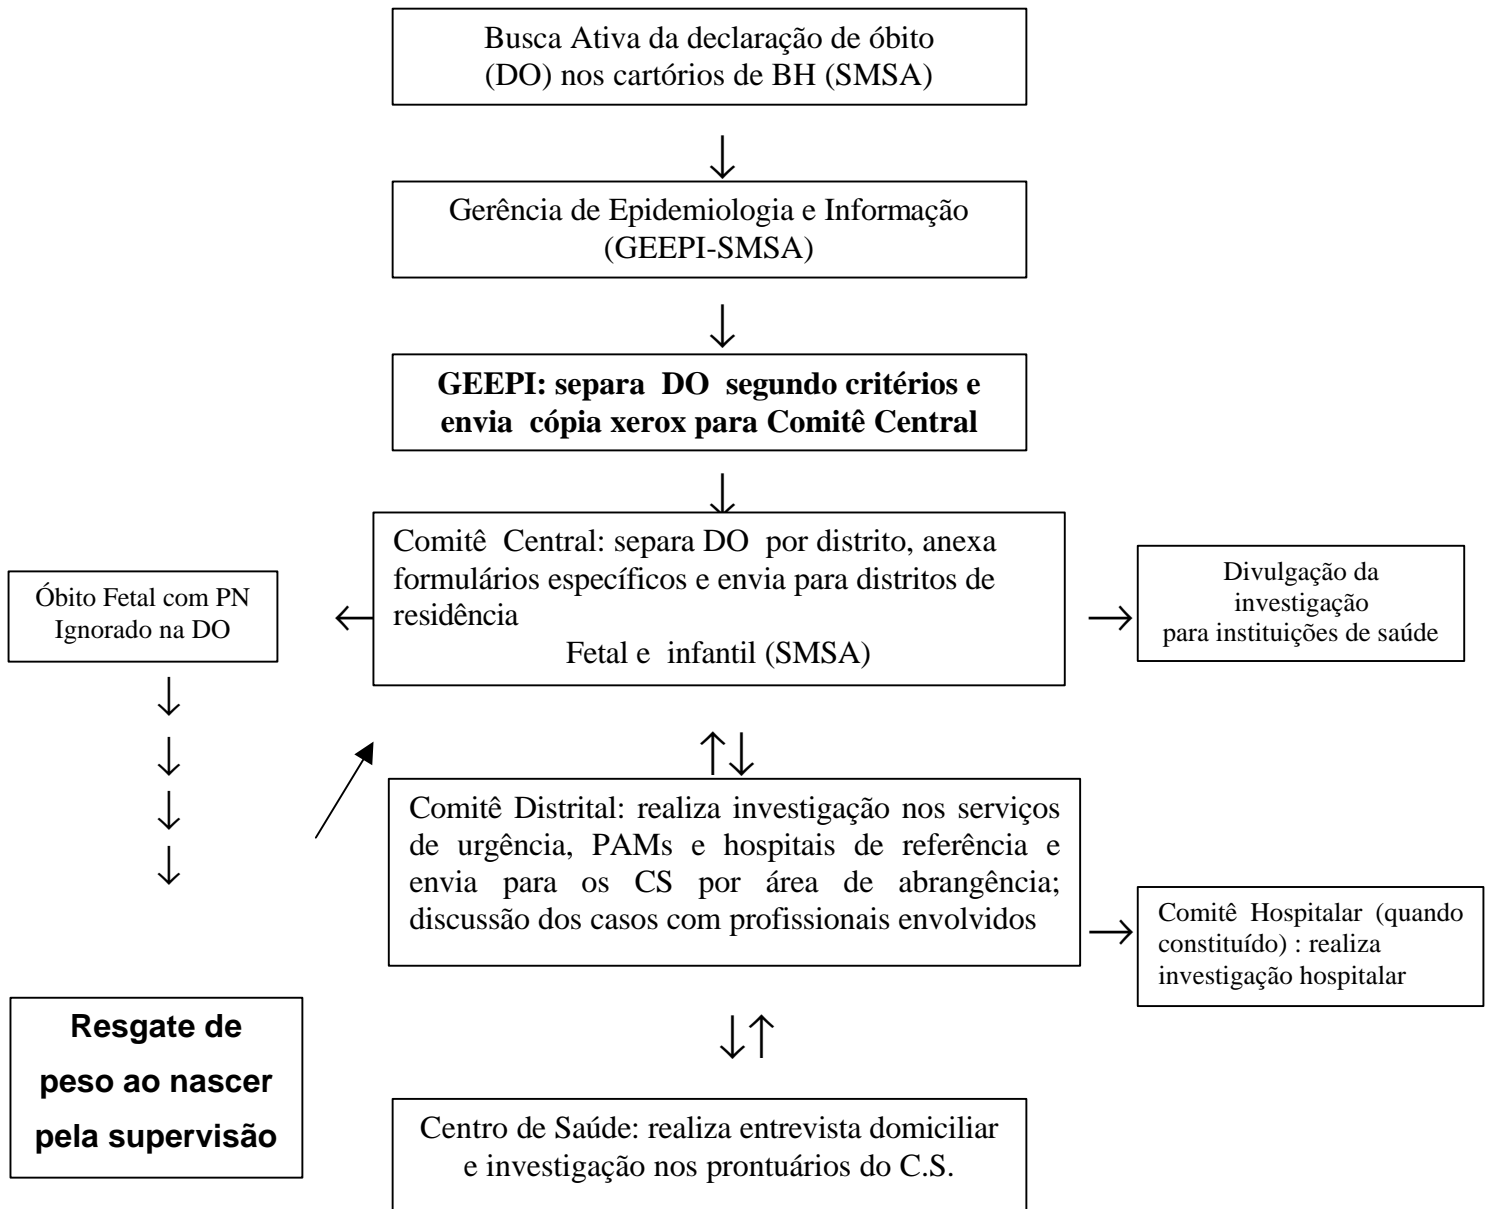 Busca Ativa da declaração de óbito
(DO) nos cartórios de BH (SMSA)
Gerência de Epidemiologia e Informação
(GEEPI-SMSA)
GEEPI: separa DO segundo critérios e
envia cópia xerox para Comitê Central
Comitê Central: separa DO por distrito, anexa
formulários específicos e envia para distritos de
residência
Fetal e infantil (SMSA)
Óbito Fetal com PN
Ignorado na DO
Divulgação da
investigação
para instituições de saúde
Comitê Distrital: realiza investigação nos serviços
de urgência, PAMs e hospitais de referência e
envia para os CS por área de abrangência;
discussão dos casos com profissionais envolvidos
Comitê Hospitalar (quando
constituído) : realiza
investigação hospitalar
Resgate de
peso ao nascer
pela supervisão
Centro de Saúde: realiza entrevista domiciliar
e investigação nos prontuários do C.S.